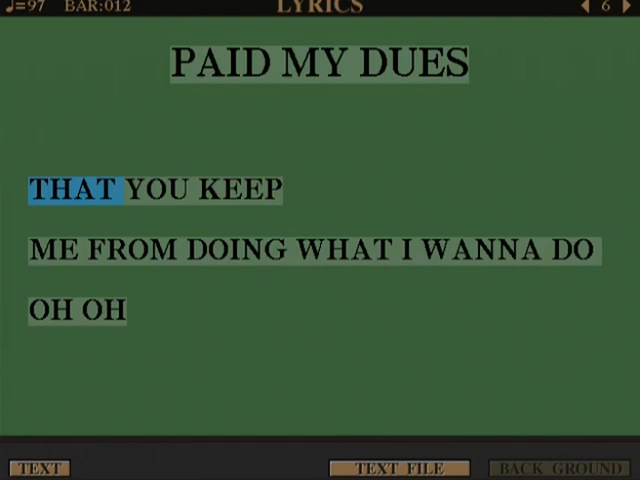 ♩=97 BAR:012 LYRICS 6
PAID MY DUES
THAT YOU KEEP
ME FROM DOING WHAT I WANNA DO
OH OH
TEXT TEXT FILE BACK GROUND